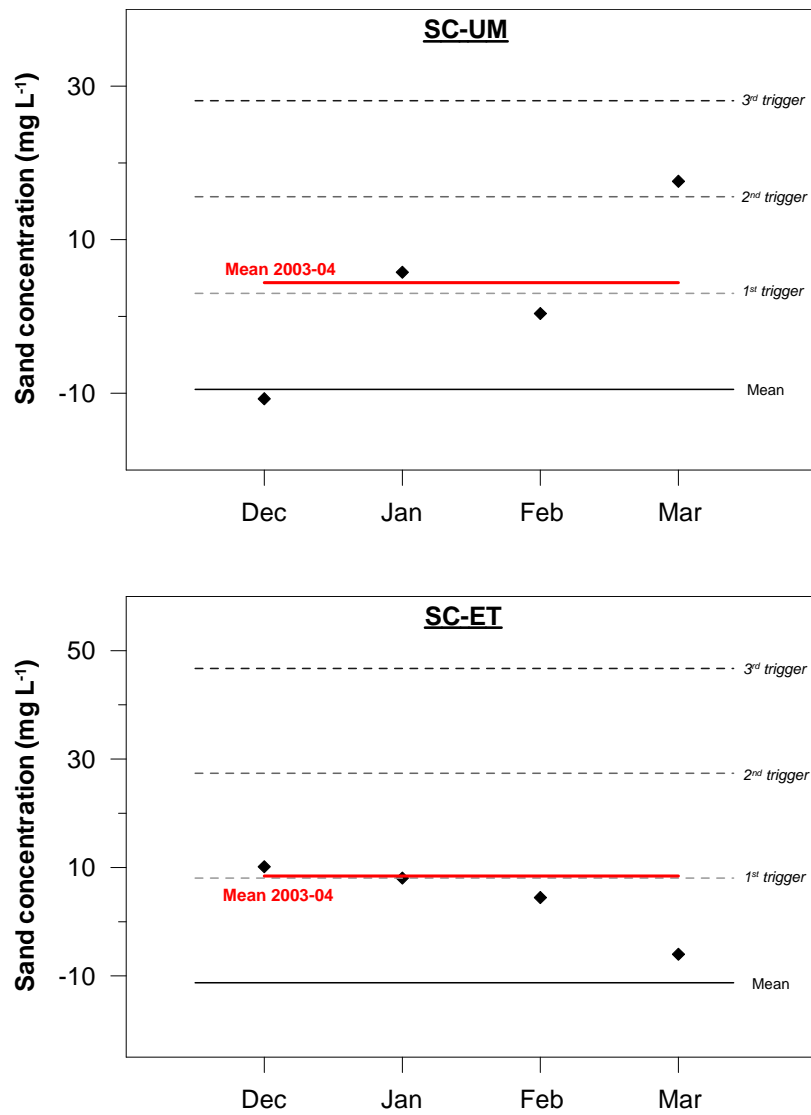 SC-UM
Sand concentration (mg L-1)
30
10
-10
3rd trigger
2nd trigger
Mean 2003-04
1st trigger
Mean
Dec Jan Feb Mar
SC-ET
Sand concentration (mg L-1)
50
30
10
-10
3rd trigger
2nd trigger
1st trigger
Mean 2003-04
Mean
Dec Jan Feb Mar